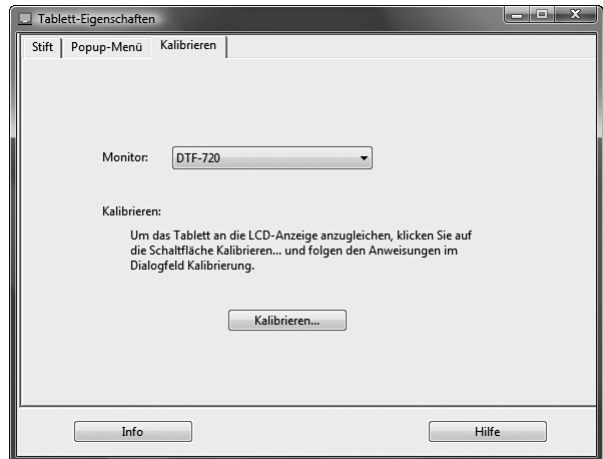 Tablett-Eigenschaften
Stift Popup-Menü Kalibrieren
Monitor: DTF-720
Kalibrieren:
Um das Tablett an die LCD-Anzeige anzugleichen, klicken Sie auf
die Schaltfläche Kalibrieren... und folgen den Anweisungen im
Dialogfeld Kalibrierung.
Kalibrieren...
Info Hilfe